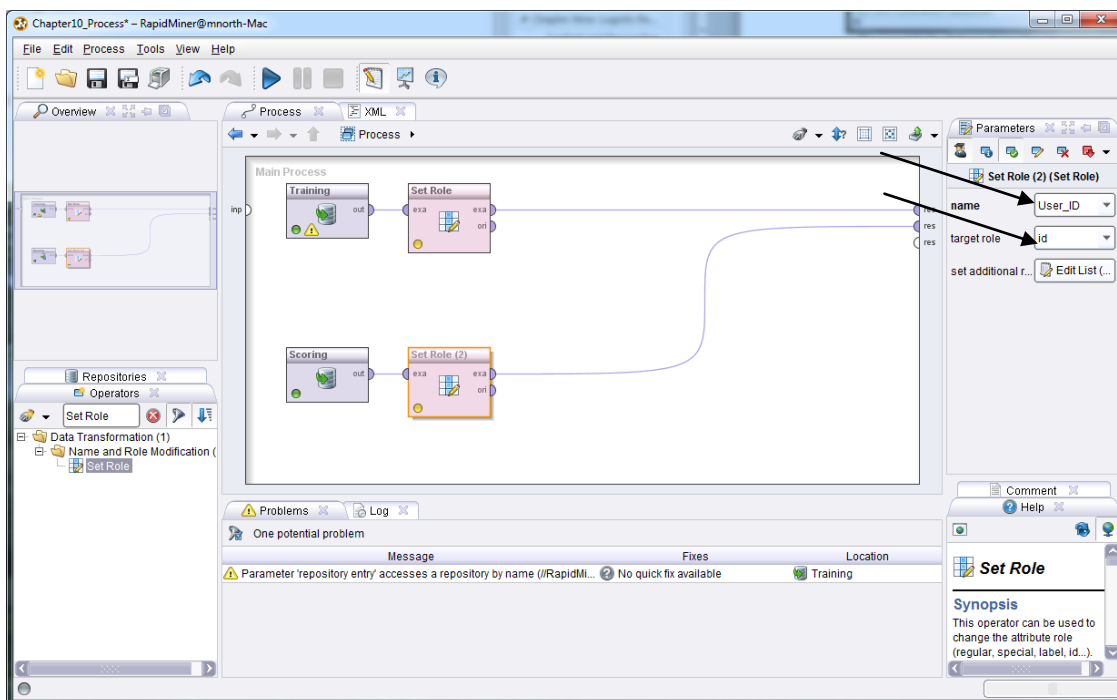 Chapter10_Process* – RapidMiner@mnorth-Mac
File Edit Process Tools View Help
Overview
Process
XML
Process
Parameters
Main Process
Training
out
Set Role
exa
exa
ori
inp
res
res
res
Scoring
out
Set Role (2)
exa
exa
ori
Set Role (2) (Set Role)
name
User_ID
target role
id
set additional r...
Edit List (...
Repositories
Operators
Set Role
Data Transformation (1)
Name and Role Modification (
Set Role
Problems
Log
One potential problem
Message
Fixes
Location
Parameter 'repository entry' accesses a repository by name (//RapidMi...
No quick fix available
Training
Comment
Help
Set Role
Synopsis
This operator can be used to
change the attribute role
(regular, special, label, id...).